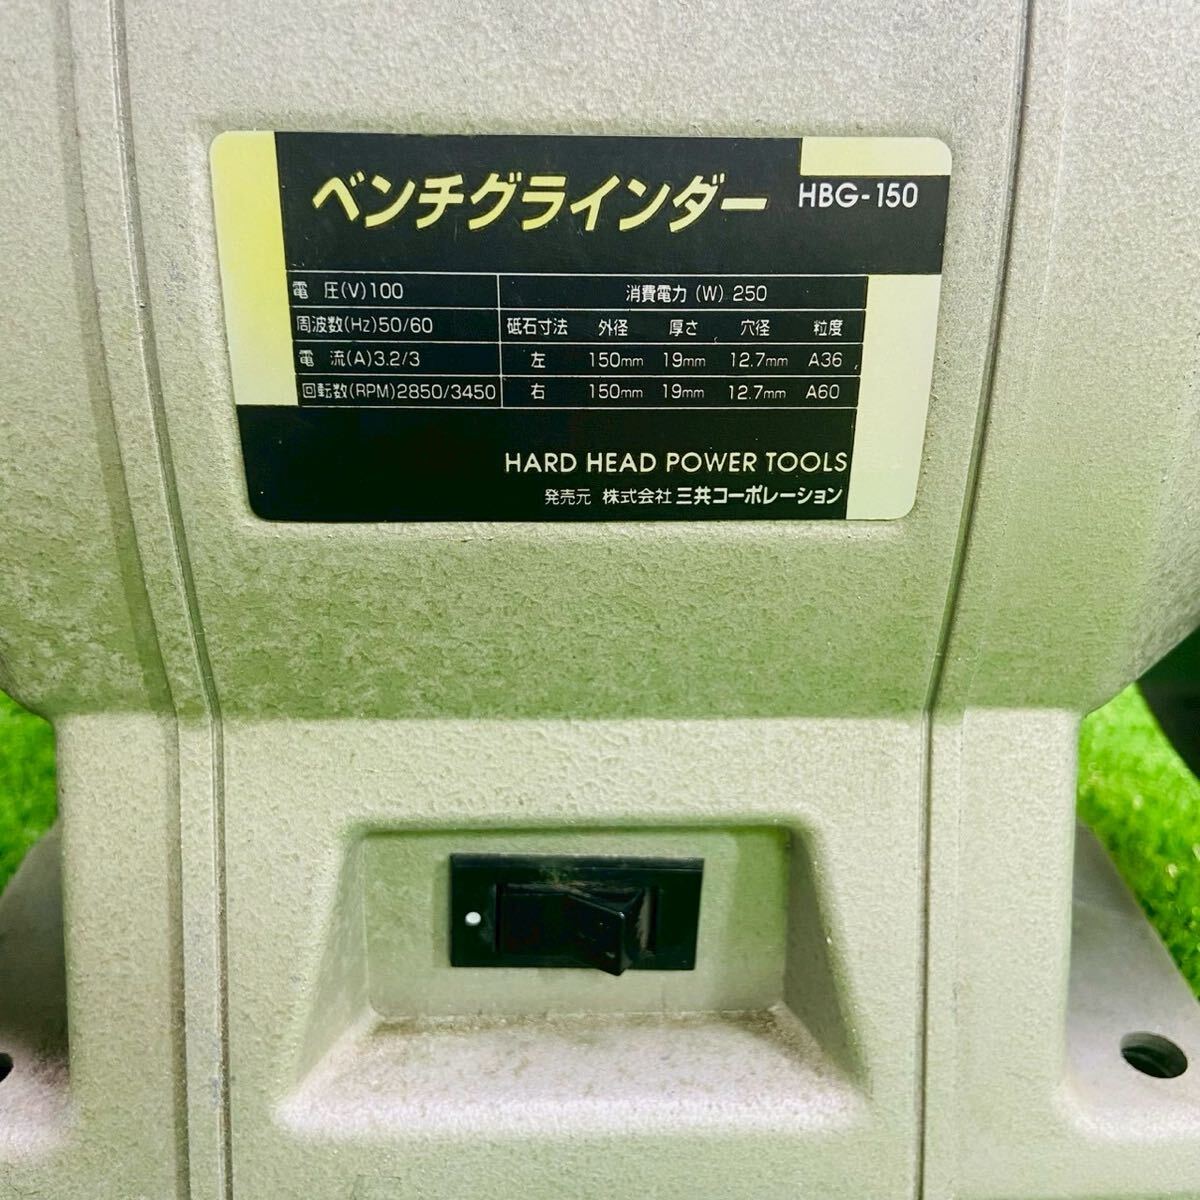 ベンチグラインダー HBG-150
電 圧(V)100 消費電力 (W) 250
周波数(Hz)50/60 砥石寸法 外径 厚さ 穴径 粒度
電 流(A)3.2/3 左 150mm 19mm 12.7mm A36
回転数(RPM)2850/3450 右 150mm 19mm 12.7mm A60
HARD HEAD POWER TOOLS
発売元 株式会社 三共コーポレーション